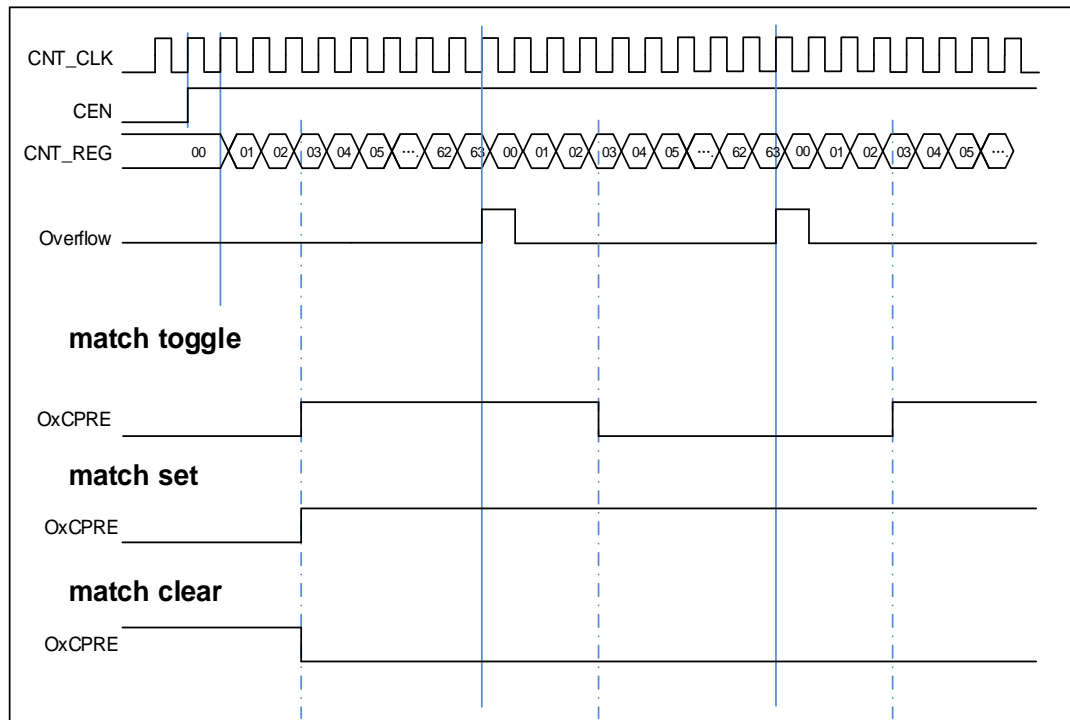 CNT_CLK
CEN
CNT_REG 00 01 02 03 04 05 …. 62 63 00 01 02 03 04 05 …. 62 63 00 01 02 03 04 05 ….
Overflow
match toggle
OxCPRE
match set
OxCPRE
match clear
OxCPRE